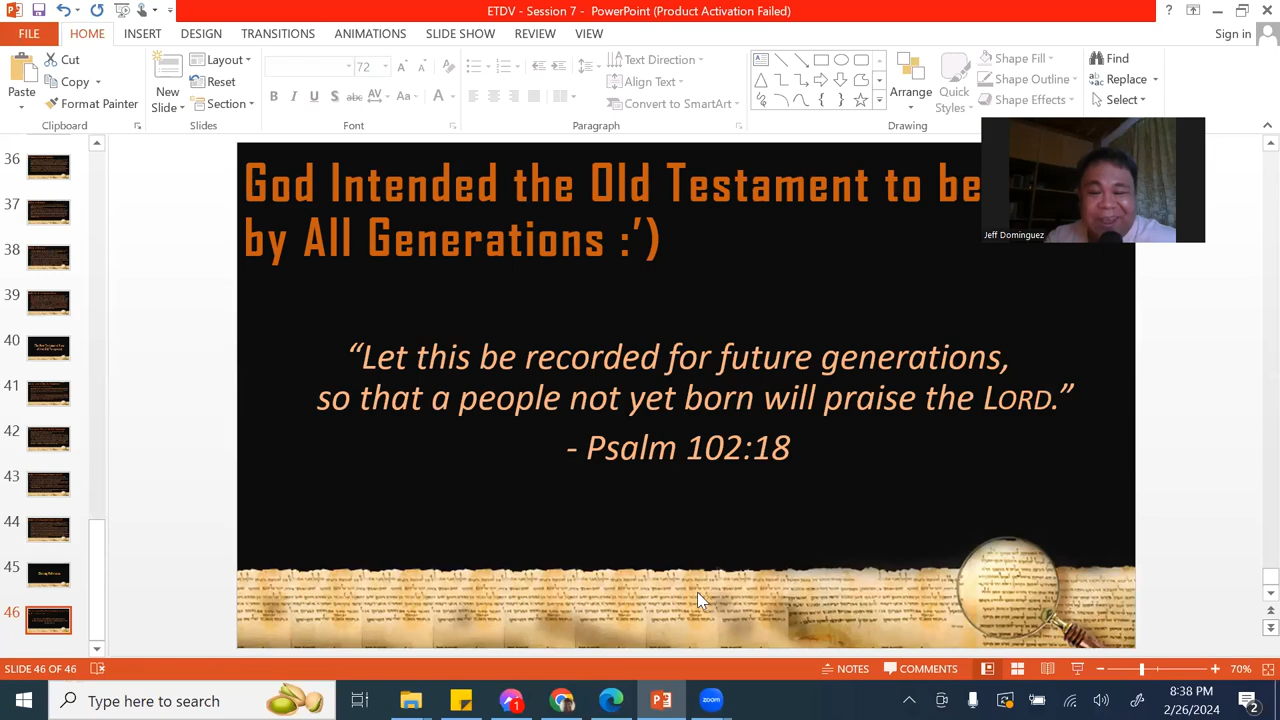 ETDV - Session 7 - PowerPoint (Product Activation Failed)
?
FILE HOME INSERT DESIGN TRANSITIONS ANIMATIONS SLIDE SHOW REVIEW VIEW Sign in
Paste
Cut
Copy
Format Painter
Clipboard
New
Slide
Layout
Reset
Section
Slides
72
B I U S abc AV Aa A
Font
Text Direction
Align Text
Convert to SmartArt
Paragraph
Arrange
Quick
Styles
Shape Fill
Shape Outline
Shape Effects
Drawing
Find
Replace
Select
36
37
38
39
40
41
42
43
44
45
46
God Intended the Old Testament to be
by All Generations :’)
“Let this be recorded for future generations,
so that a people not yet born will praise the LORD.”
- Psalm 102:18
Jeff Dominguez
SLIDE 46 OF 46
NOTES COMMENTS 70%
Type here to search
1
zoom
8:38 PM
2/26/2024
2